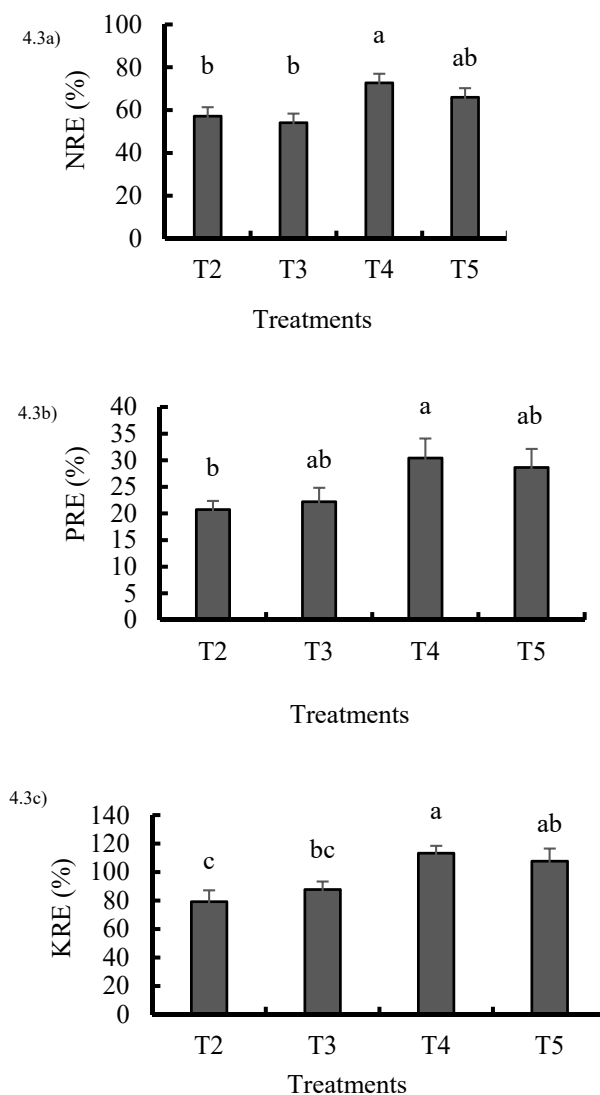 4.3a)
NRE (%)
100
80
60
40
20
0
b b a ab
T2 T3 T4 T5
Treatments
4.3b)
PRE (%)
40
35
30
25
20
15
10
5
0
b ab a ab
T2 T3 T4 T5
Treatments
4.3c)
KRE (%)
140
120
100
80
60
40
20
0
c bc a ab
T2 T3 T4 T5
Treatments